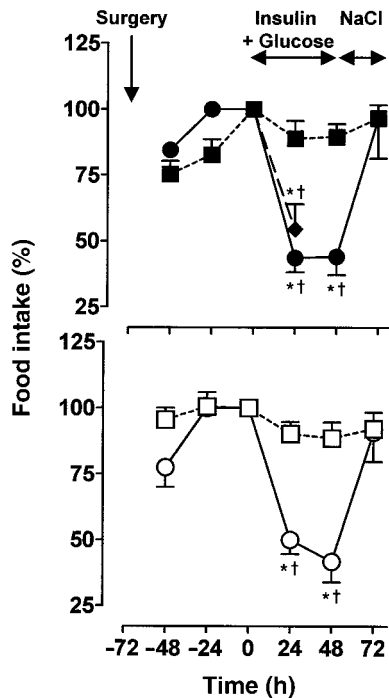 Surgery
Insulin NaCl
+ Glucose
125
100
75
50
25
*†
*† *†
Food intake (%)
125
100
75
50
25
*†
*†
-72 -48 -24 0 24 48 72
Time (h)